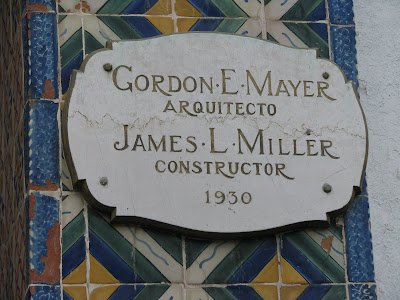 GORDON·E·MAYER
ARQUITECTO
JAMES·L·MILLER
CONSTRUCTOR
1930